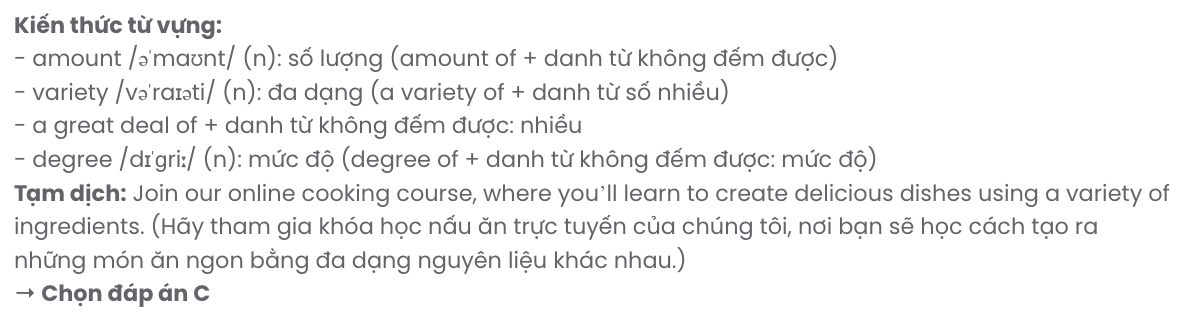 Kiến thức từ vựng:
- amount /əˈmaʊnt/ (n): số lượng (amount of + danh từ không đếm được)
- variety /vəˈraɪəti/ (n): đa dạng (a variety of + danh từ số nhiều)
- a great deal of + danh từ không đếm được: nhiều
- degree /dɪˈɡriː/ (n): mức độ (degree of + danh từ không đếm được: mức độ)
Tạm dịch: Join our online cooking course, where you’ll learn to create delicious dishes using a variety of
ingredients. (Hãy tham gia khóa học nấu ăn trực tuyến của chúng tôi, nơi bạn sẽ học cách tạo ra
những món ăn ngon bằng đa dạng nguyên liệu khác nhau.)
→ Chọn đáp án C